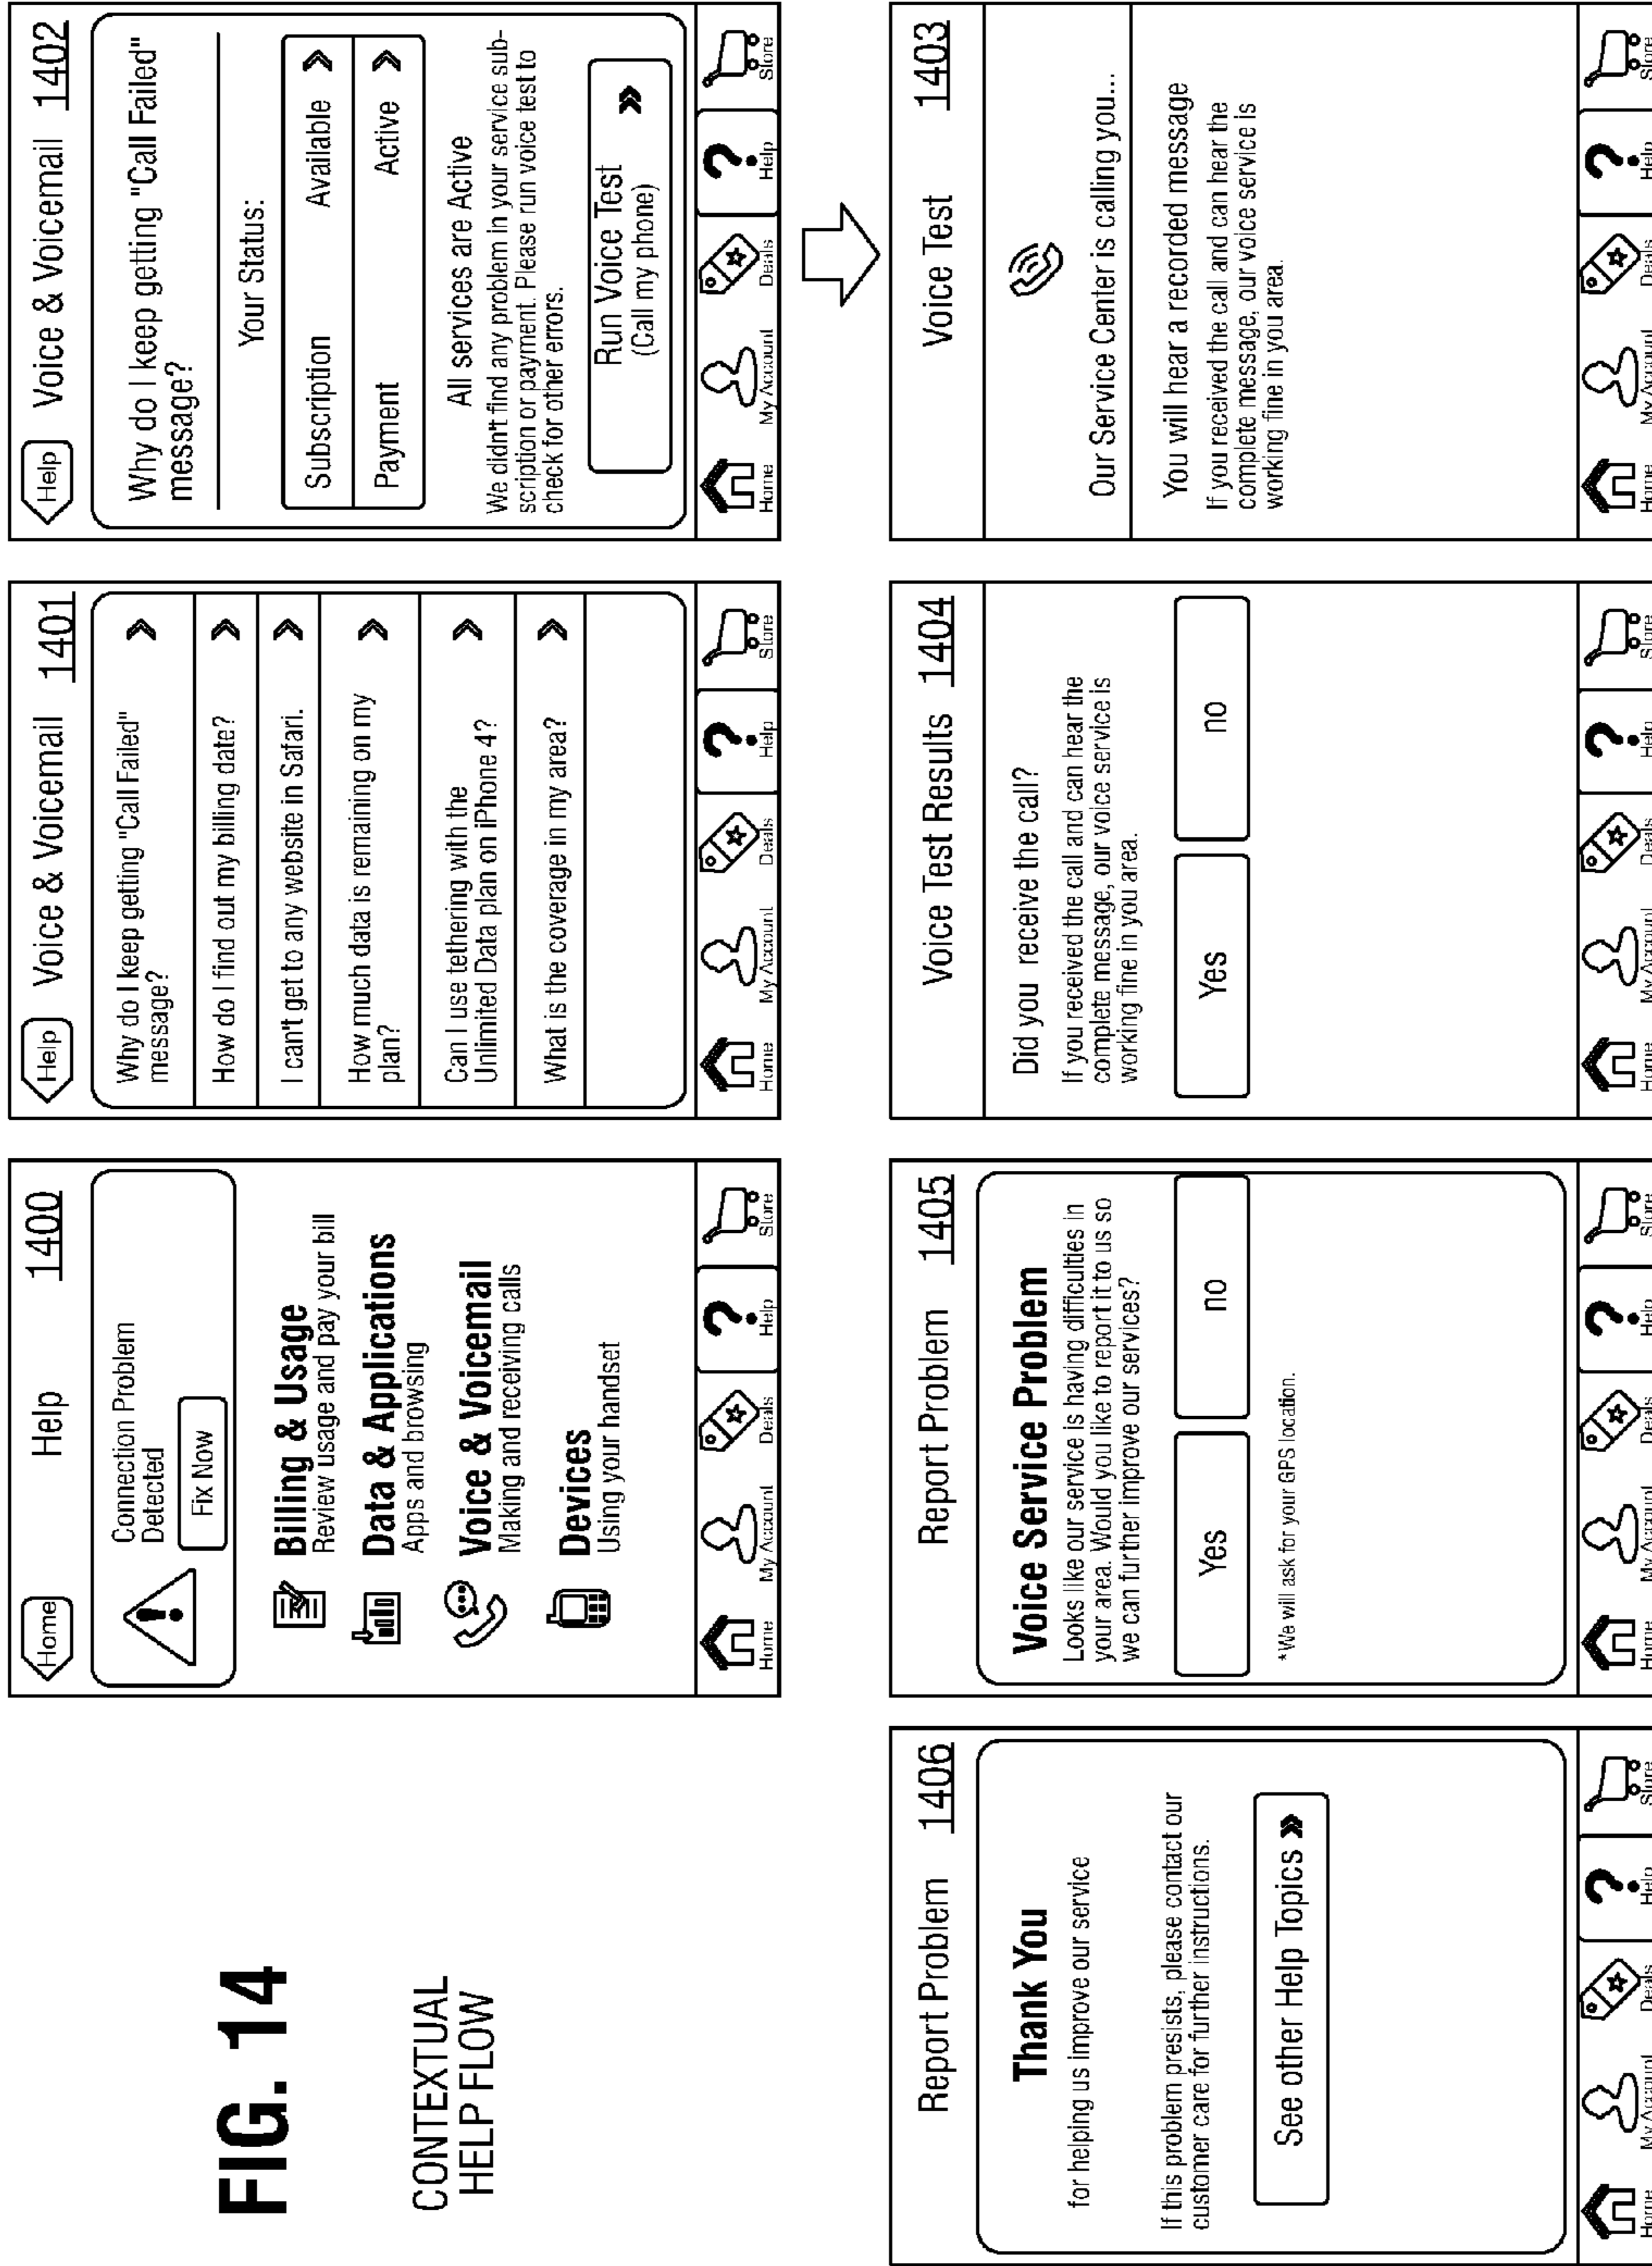 FIG. 14
CONTEXTUAL
HELP FLOW
Home
Help
1400
Connection Problem
Detected
Fix Now
Billing & Usage
Review usage and pay your bill
Data & Applications
Apps and browsing
Voice & Voicemail
Making and receiving calls
Devices
Using your handset
Home
My Account
Deals
Help
Store
Help
Voice & Voicemail
1401
Why do I keep getting "Call Failed"
message?
How do I find out my billing date?
I can't get to any website in Safari.
How much data is remaining on my
plan?
Can I use tethering with the
Unlimited Data plan on iPhone 4?
What is the coverage in my area?
Home
My Account
Deals
Help
Store
Help
Voice & Voicemail
1402
Why do I keep getting "Call Failed"
message?
Your Status:
Subscription Available
Payment Active
All services are Active
We didn't find any problem in your service sub-
scription or payment. Please run voice test to
check for other errors.
Run Voice Test
(Call my phone)
Home
My Account
Deals
Help
Store
Voice Test
1403
Our Service Center is calling you...
You will hear a recorded message
If you received the call and can hear the
complete message, our voice service is
working fine in you area.
Home
My Account
Deals
Help
Store
Voice Test Results
1404
Did you receive the call?
If you received the call and can hear the
complete message, our voice service is
working fine in you area.
Yes
no
Home
My Account
Deals
Help
Store
Report Problem
1405
Voice Service Problem
Looks like our service is having difficulties in
your area. Would you like to report it to us so
we can further improve our services?
Yes
no
*We will ask for your GPS location.
Home
My Account
Deals
Help
Store
Report Problem
1406
Thank You
for helping us improve our service
If this problem presists, please contact our
customer care for further instructions.
See other Help Topics »
Home
My Account
Deals
Help
Store